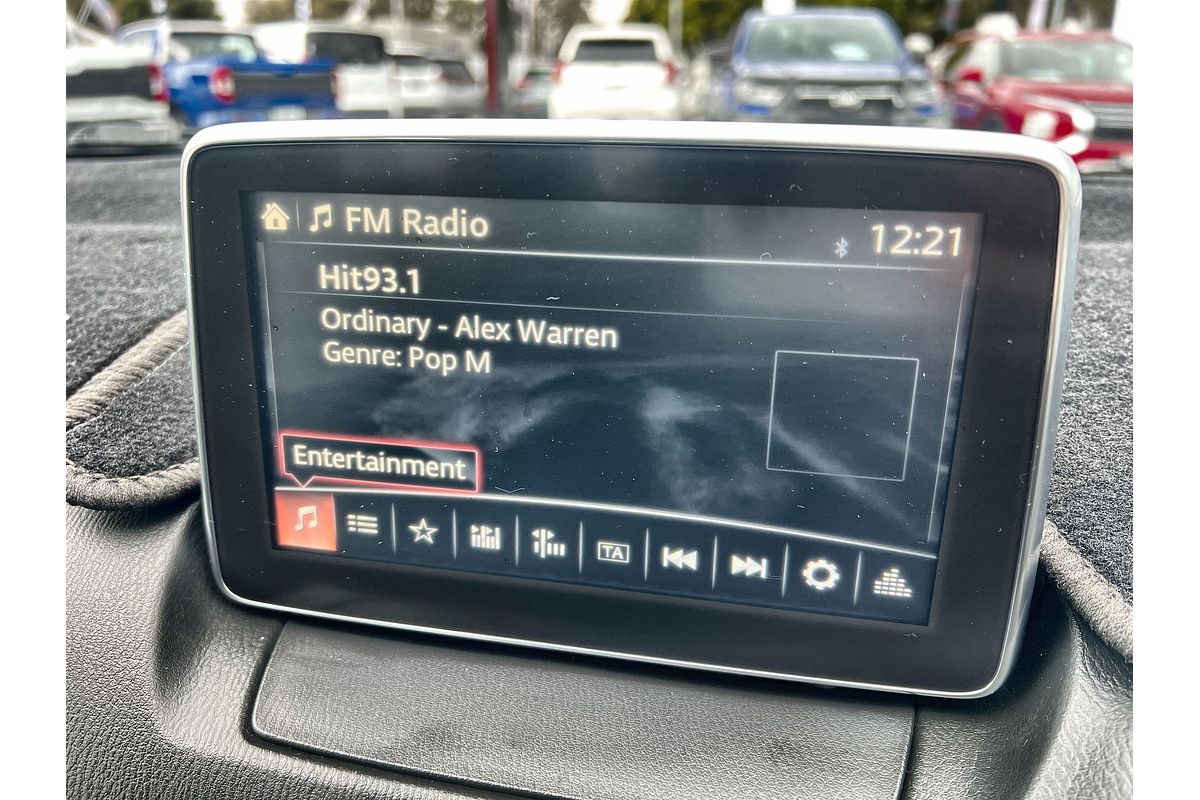 FM Radio
12:21
Hit93.1
Ordinary - Alex Warren
Genre: Pop M
Entertainment
TA